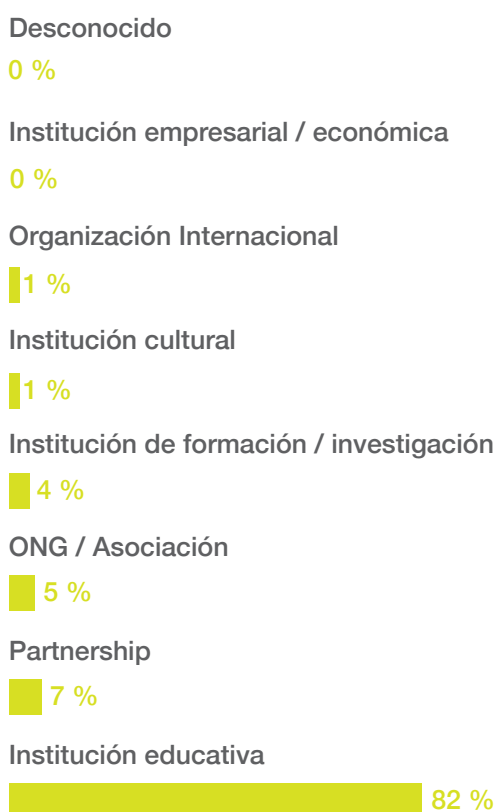 Desconocido
0 %
Institución empresarial / económica
0 %
Organización Internacional
1 %
Institución cultural
1 %
Institución de formación / investigación
4 %
ONG / Asociación
5 %
Partnership
7 %
Institución educativa
82 %